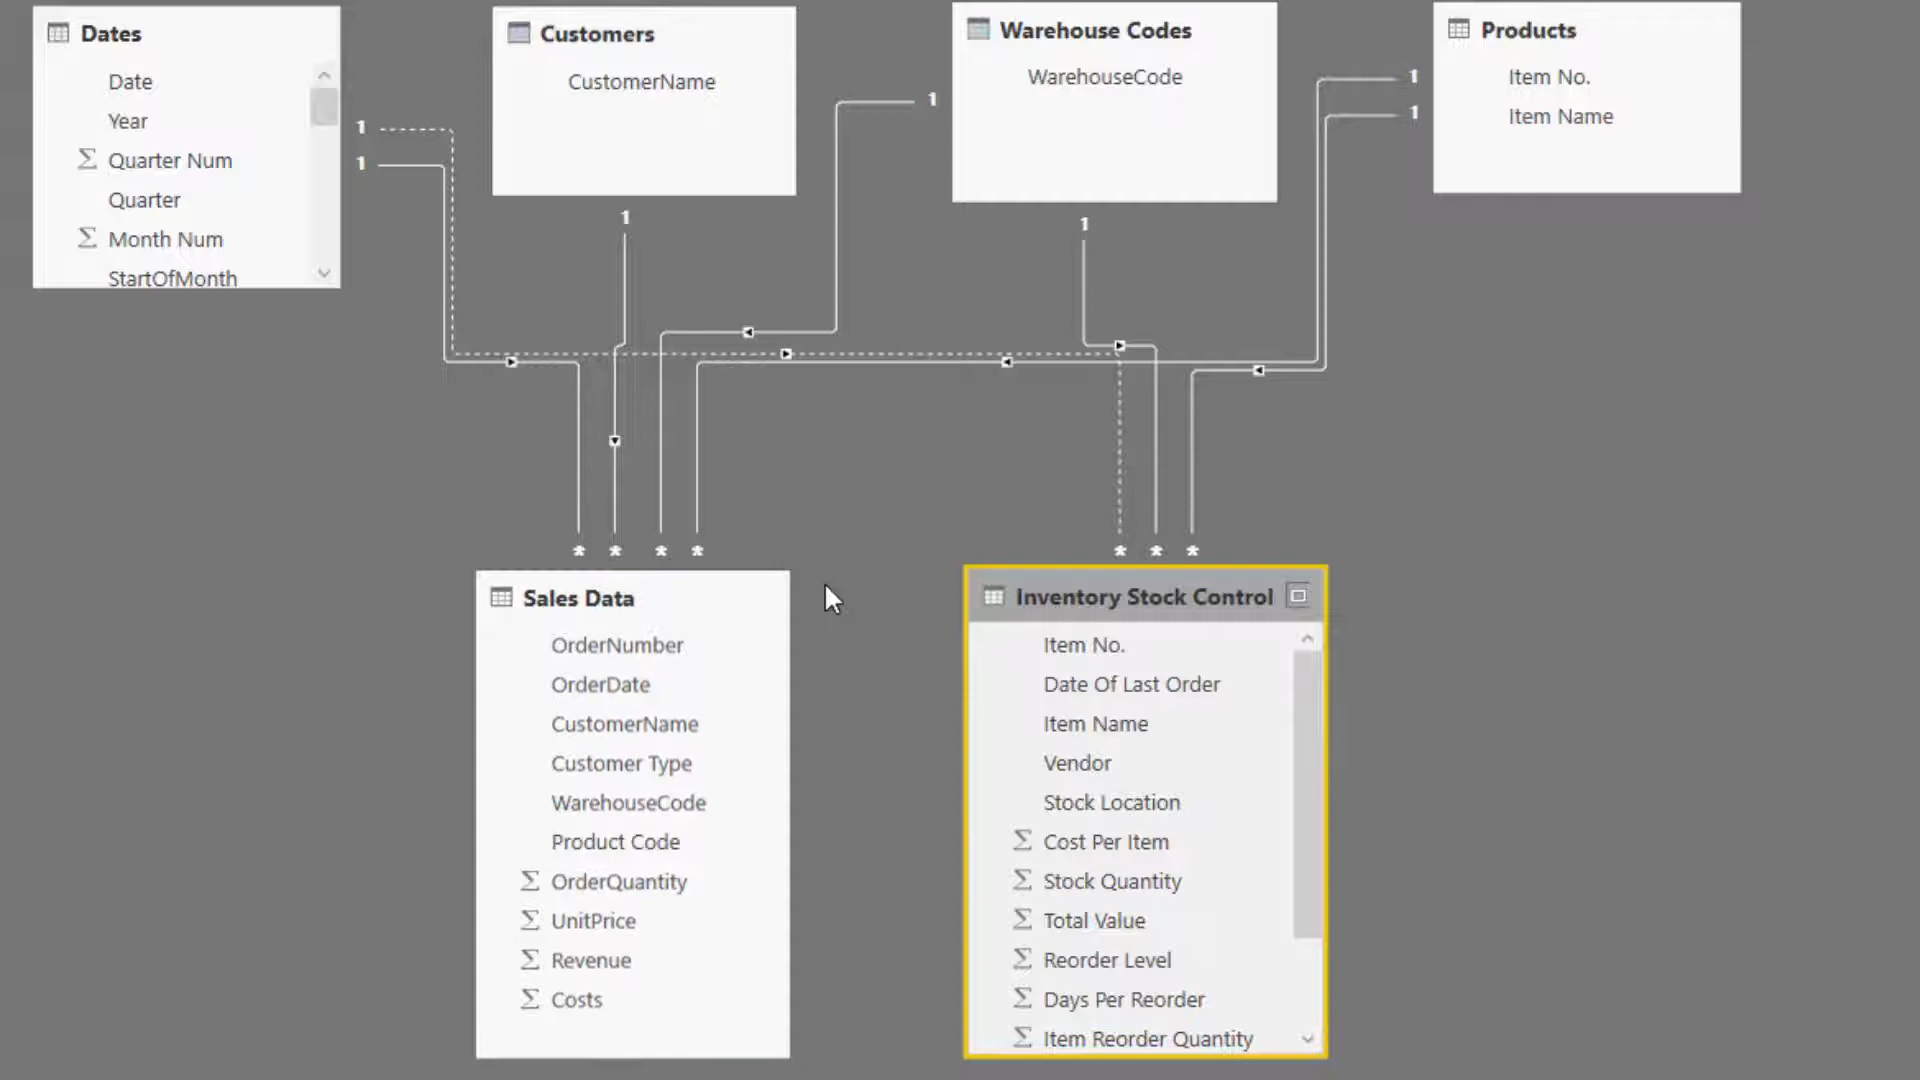 Dates
Date
Year
Quarter Num
Quarter
Month Num
StartOfMonth
Customers
CustomerName
Warehouse Codes
WarehouseCode
Products
Item No.
Item Name
1
1
1
1
1
1
1
* * * *
* * *
Sales Data
OrderNumber
OrderDate
CustomerName
Customer Type
WarehouseCode
Product Code
OrderQuantity
UnitPrice
Revenue
Costs
Inventory Stock Control
Item No.
Date Of Last Order
Item Name
Vendor
Stock Location
Cost Per Item
Stock Quantity
Total Value
Reorder Level
Days Per Reorder
Item Reorder Quantity